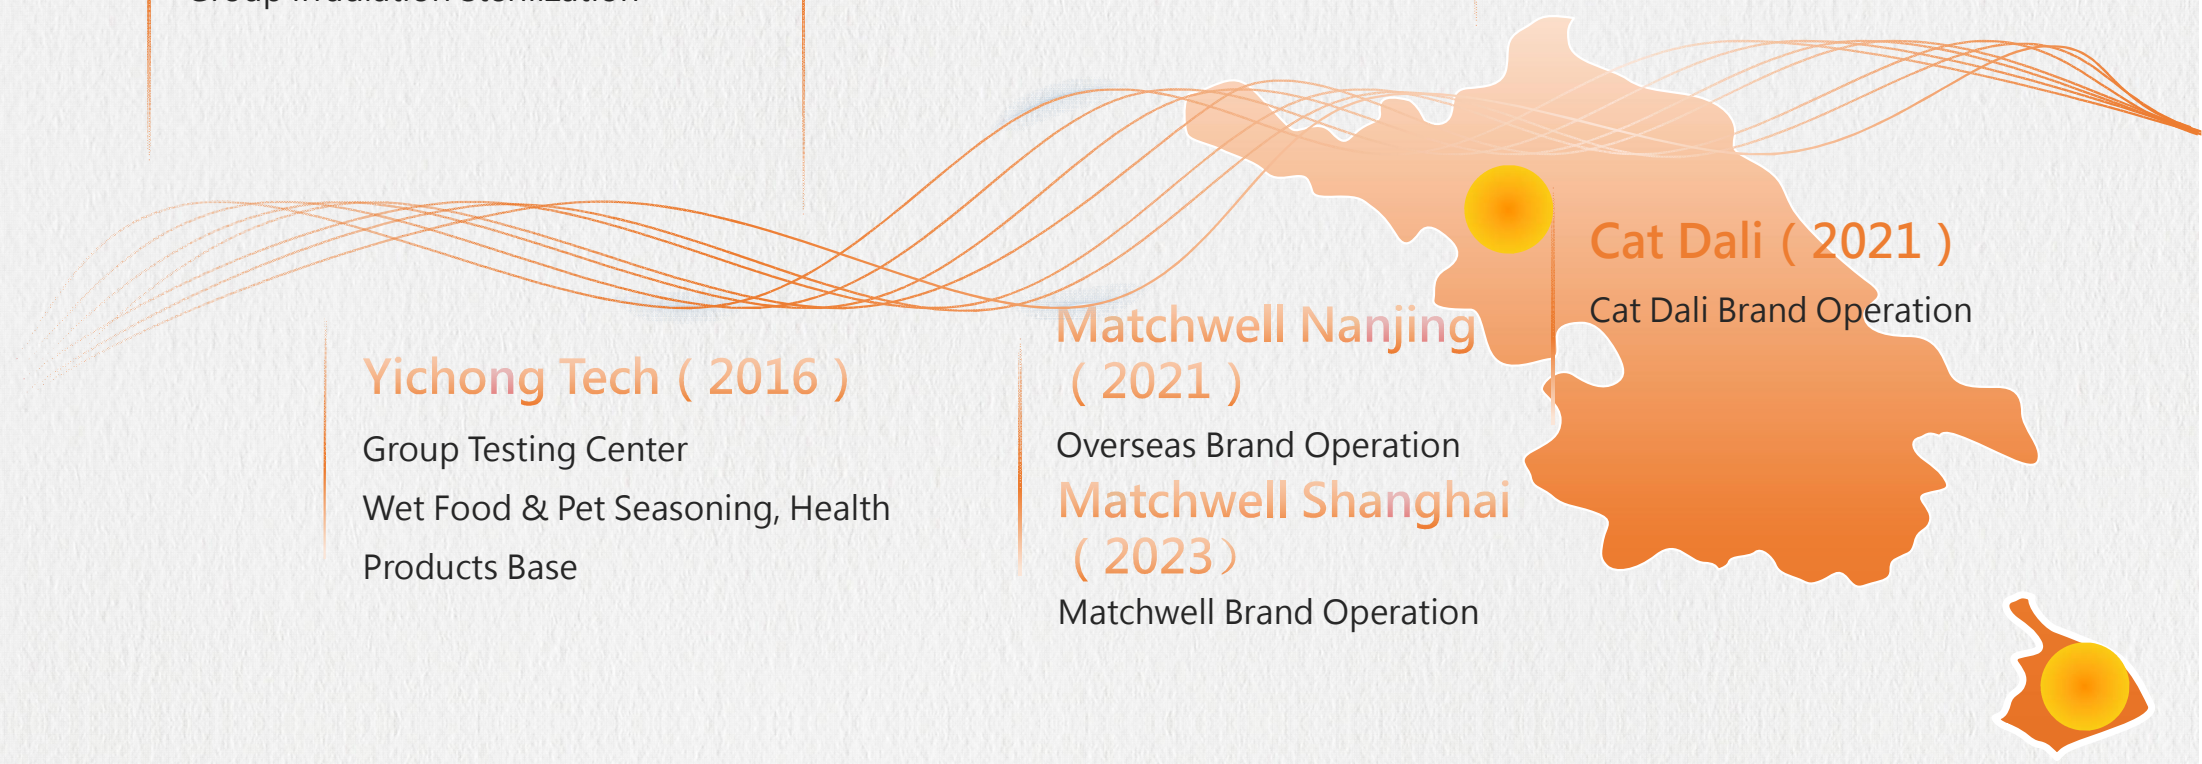 Yichong Tech（2016）
Group Testing Center
Wet Food & Pet Seasoning, Health
Products Base
Matchwell Nanjing
（2021）
Overseas Brand Operation
Matchwell Shanghai
（2023）
Matchwell Brand Operation
Cat Dali（2021）
Cat Dali Brand Operation